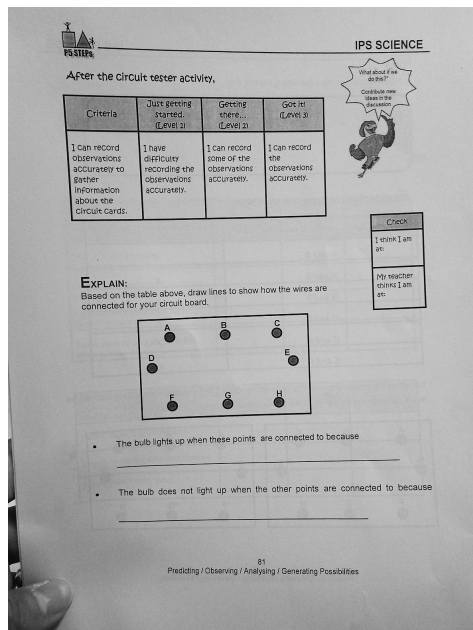 P5 STEPs
IPS SCIENCE
After the circuit tester activity,
"What about if we
do this?"
Contribute new
ideas in the
discussion
Criteria
Just getting
started.
(Level 1)
Getting
there...
(Level 2)
Got it!
(Level 3)
I can record
observations
accurately to
gather
information
about the
circuit cards.
I have
difficulty
recording the
observations
accurately.
I can record
some of the
observations
accurately.
I can record
the
observations
accurately.
Check
I think I am
at:
My teacher
thinks I am
at:
EXPLAIN:
Based on the table above, draw lines to show how the wires are
connected for your circuit board.
A B C
D E
F G H
• The bulb lights up when these points are connected to because
• The bulb does not light up when the other points are connected to because
81
Predicting / Observing / Analysing / Generating Possibilities